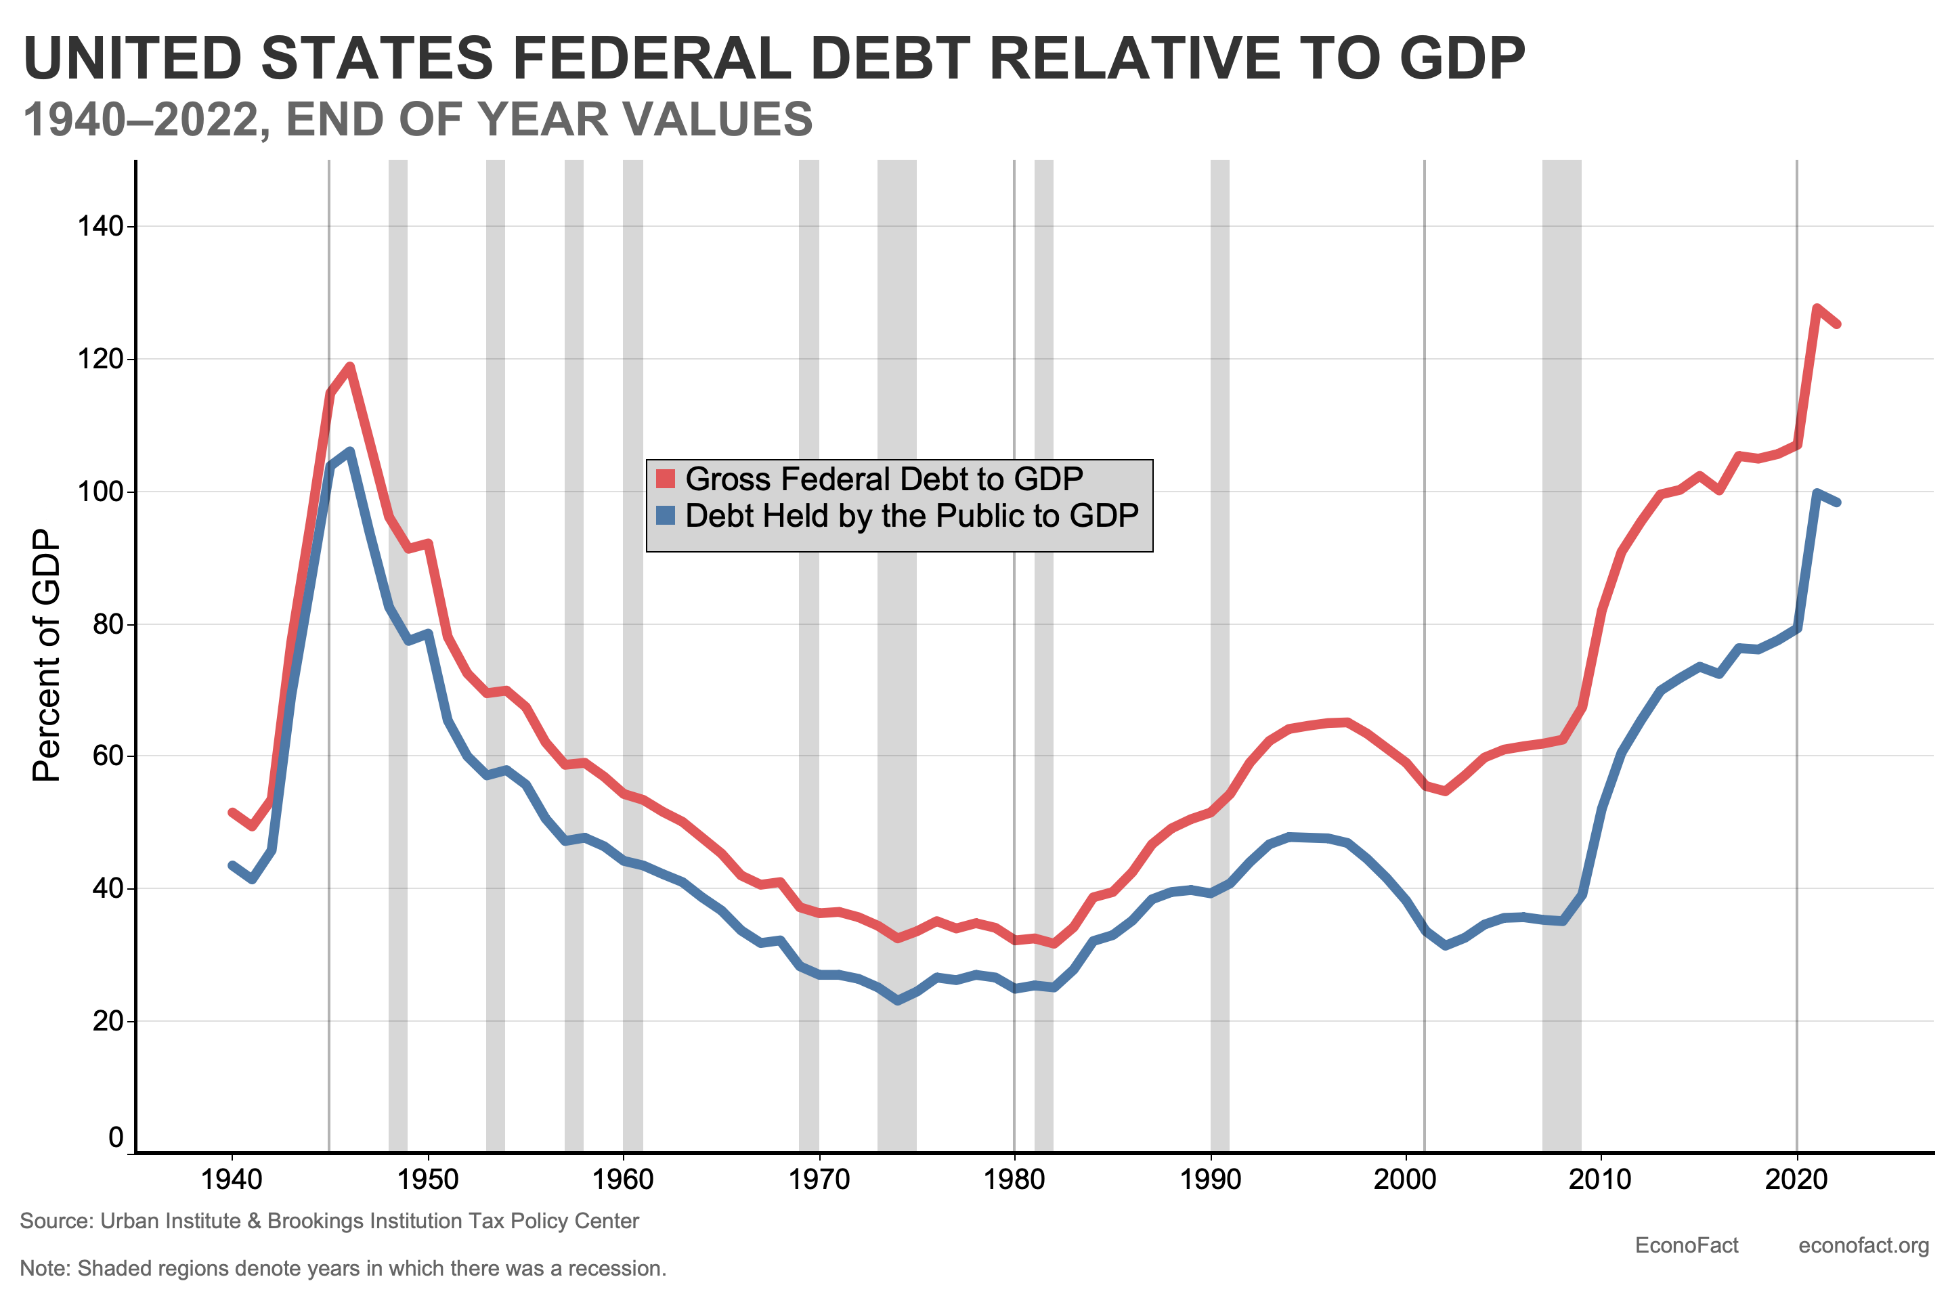 UNITED STATES FEDERAL DEBT RELATIVE TO GDP
1940–2022, END OF YEAR VALUES
Percent of GDP
140
120
100
80
60
40
20
0
Gross Federal Debt to GDP
Debt Held by the Public to GDP
1940 1950 1960 1970 1980 1990 2000 2010 2020
Source: Urban Institute & Brookings Institution Tax Policy Center
EconoFact econofact.org
Note: Shaded regions denote years in which there was a recession.